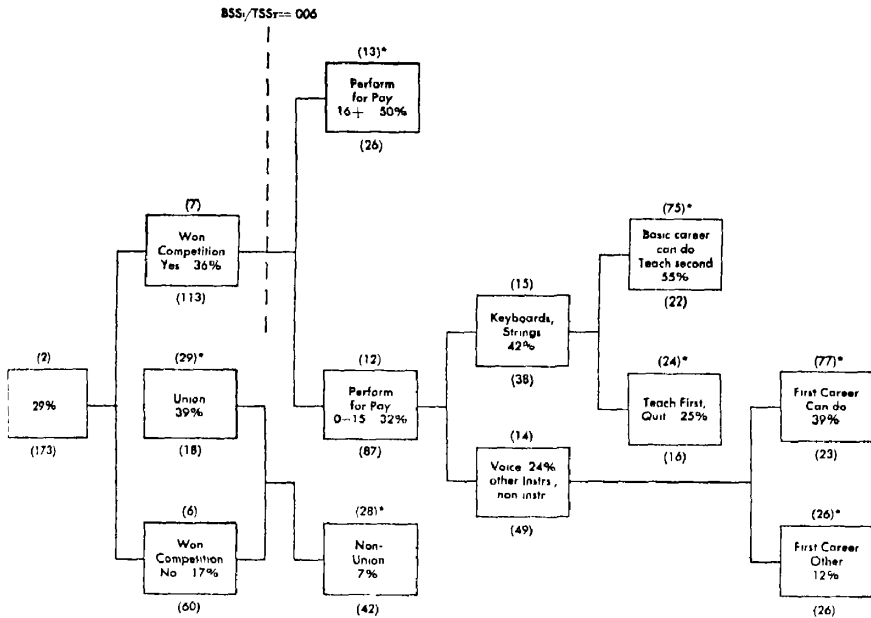 BSS₁/TSS₇== 006
(13)*
Perform
for Pay
16+ 50%
(26)
(7)
Won
Competition
Yes 36%
(113)
(75)*
Basic career
can do
Teach second
55%
(22)
(15)
Keyboards,
Strings
42%
(38)
(2)
29%
(173)
(29)*
Union
39%
(18)
(12)
Perform
for Pay
0–15 32%
(87)
(24)*
Teach First,
Quit 25%
(16)
(77)*
First Career
Can do
39%
(23)
(14)
Voice 24%
other Instrs,
non instr
(49)
(6)
Won
Competition
No 17%
(60)
(28)*
Non-
Union
7%
(42)
(26)*
First Career
Other
12%
(26)